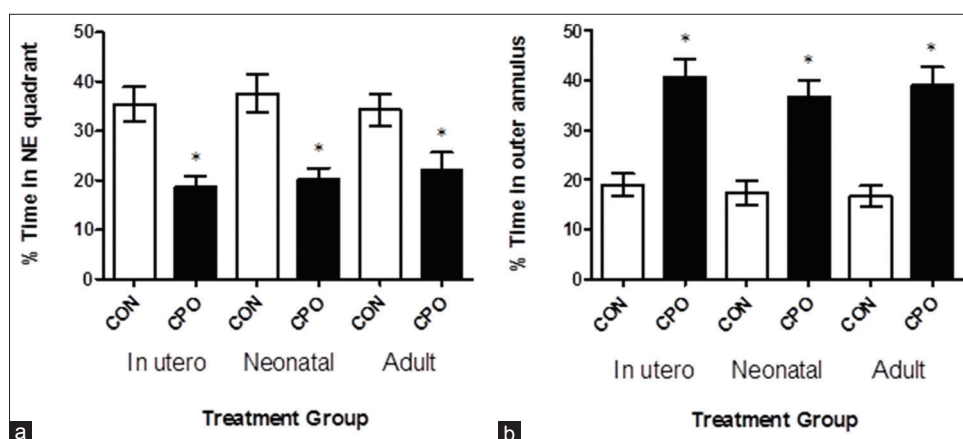 % Time in NE quadrant
50
40
30
20
10
0
*
*
*
CON
CPO
CON
CPO
CON
CPO
In utero
Neonatal
Adult
Treatment Group
a
% Time in outer annulus
50
40
30
20
10
0
*
*
*
CON
CPO
CON
CPO
CON
CPO
In utero
Neonatal
Adult
Treatment Group
b